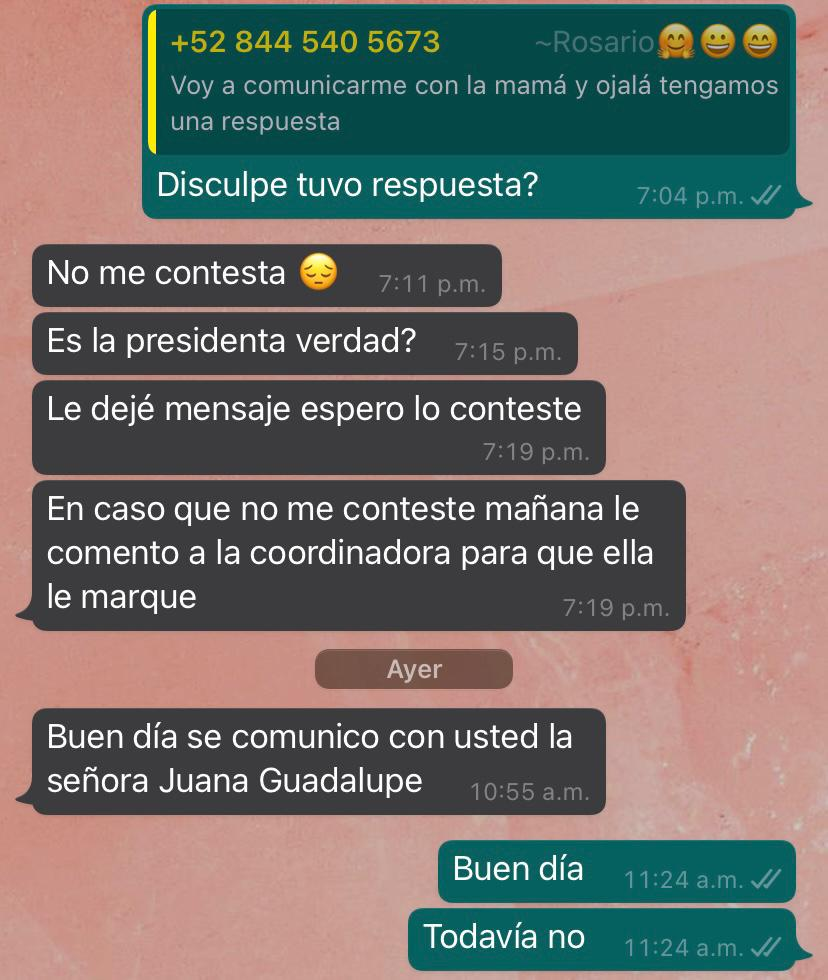 +52 844 540 5673 ~Rosario🤗😀😄
Voy a comunicarme con la mamá y ojalá tengamos
una respuesta
Disculpe tuvo respuesta? 7:04 p.m.
No me contesta 😔 7:11 p.m.
Es la presidenta verdad? 7:15 p.m.
Le dejé mensaje espero lo conteste
7:19 p.m.
En caso que no me conteste mañana le
comento a la coordinadora para que ella
le marque 7:19 p.m.
Ayer
Buen día se comunico con usted la
señora Juana Guadalupe 10:55 a.m.
Buen día 11:24 a.m.
Todavía no 11:24 a.m.